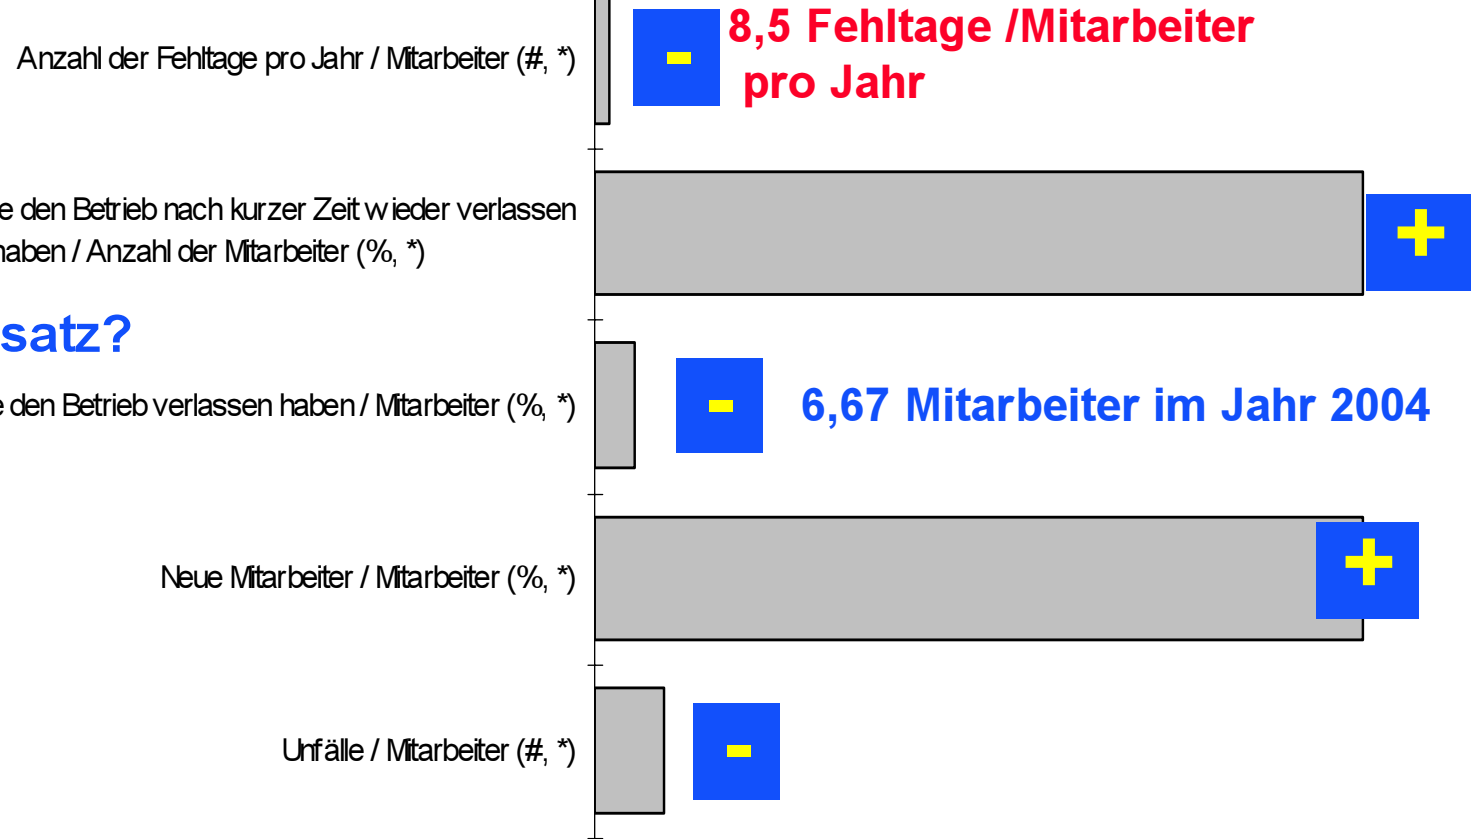 8,5 Fehltage /Mitarbeiter
Anzahl der Fehltage pro Jahr / Mitarbeiter (#, *)
-
pro Jahr
e den Betrieb nach kurzer Zeit wieder verlassen
haben / Anzahl der Mitarbeiter (%, *)
+
satz?
e den Betrieb verlassen haben / Mitarbeiter (%, *)
-
6,67 Mitarbeiter im Jahr 2004
Neue Mitarbeiter / Mitarbeiter (%, *)
+
Unfälle / Mitarbeiter (#, *)
-